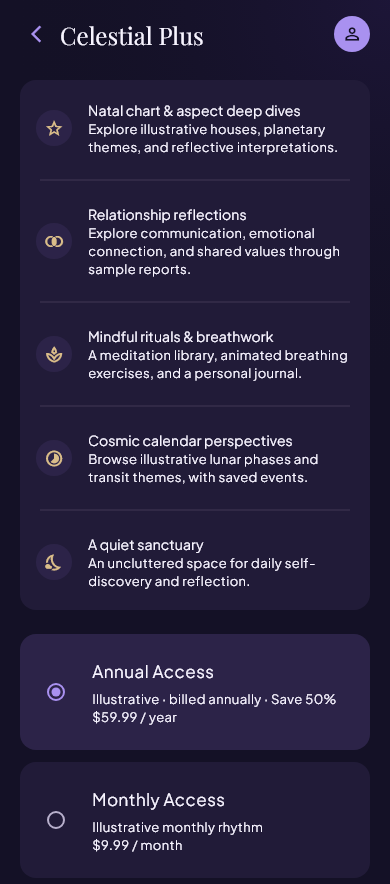 Celestial Plus
Natal chart & aspect deep dives
Explore illustrative houses, planetary
themes, and reflective interpretations.
Relationship reflections
Explore communication, emotional
connection, and shared values through
sample reports.
Mindful rituals & breathwork
A meditation library, animated breathing
exercises, and a personal journal.
Cosmic calendar perspectives
Browse illustrative lunar phases and
transit themes, with saved events.
A quiet sanctuary
An uncluttered space for daily self-
discovery and reflection.
Annual Access
Illustrative · billed annually · Save 50%
$59.99 / year
Monthly Access
Illustrative monthly rhythm
$9.99 / month